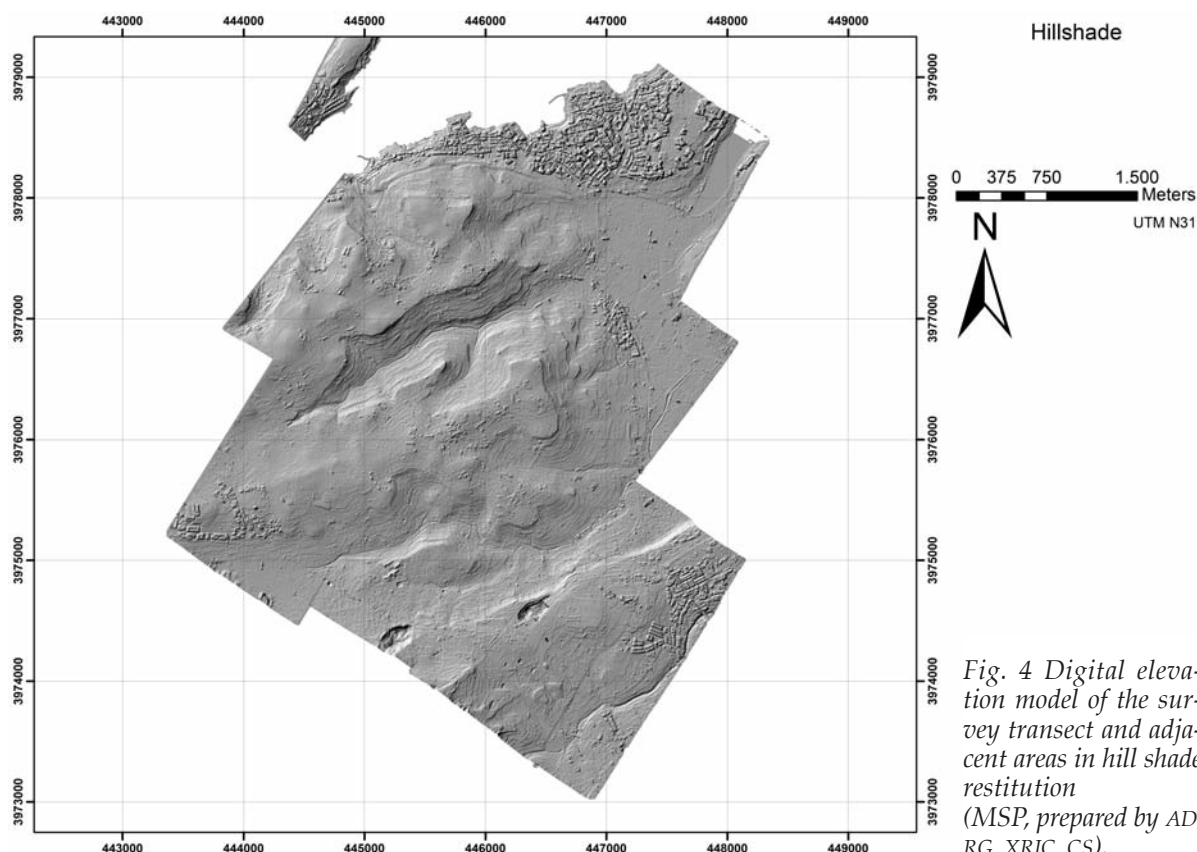 443000 444000 445000 446000 447000 448000 449000
Hillshade
3979000 3979000
3978000 3978000
3977000 3977000
3976000 3976000
3975000 3975000
3974000 3974000
3973000 3973000
0 375 750 1.500
Meters
UTM N31
N
443000 444000 445000 446000 447000 448000 449000
Fig. 4 Digital eleva-
tion model of the sur-
vey transect and adja-
cent areas in hill shade
restitution
(MSP, prepared by AD,